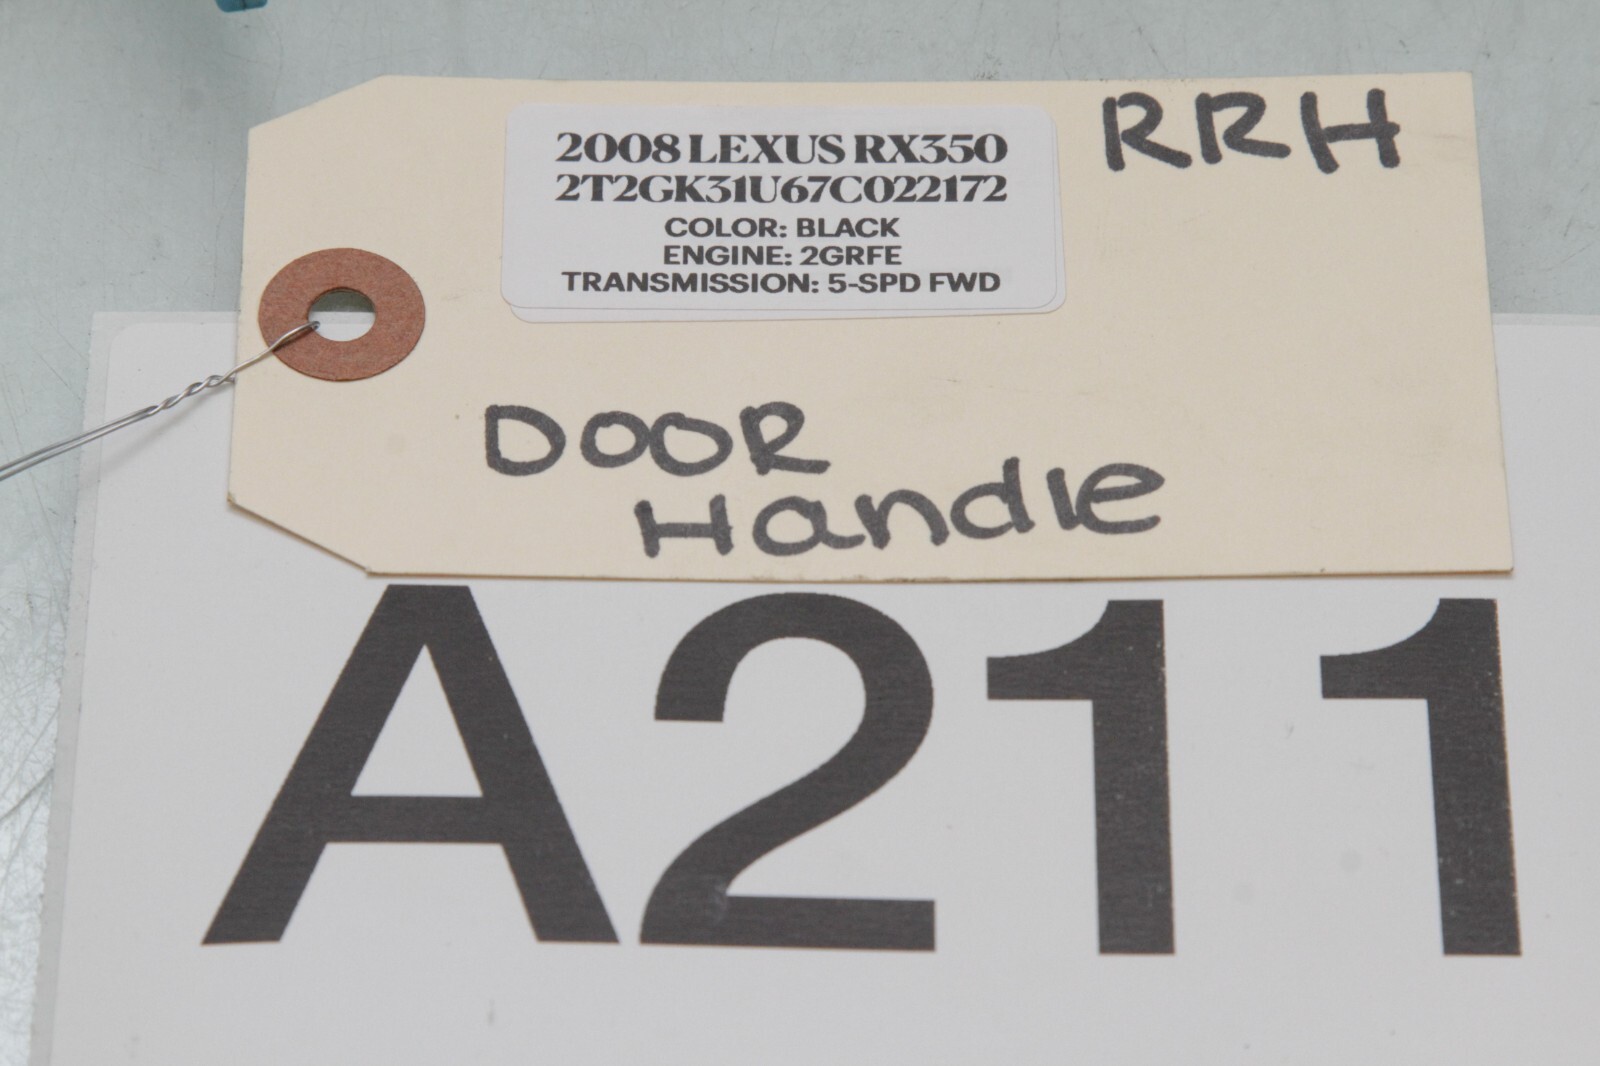 RRH
2008 LEXUS RX350
2T2GK31U67C022172
COLOR: BLACK
ENGINE: 2GRFE
TRANSMISSION: 5-SPD FWD
DOOR
Handle
A211